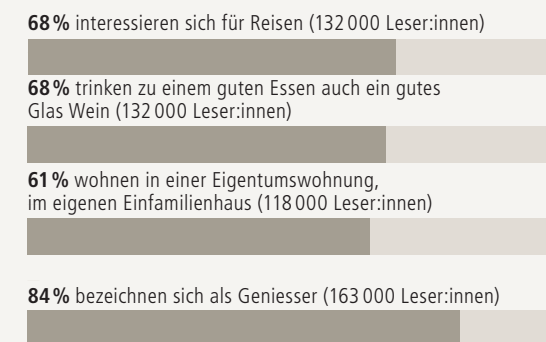 68 % interessieren sich für Reisen (132 000 Leser:innen)
68 % trinken zu einem guten Essen auch ein gutes
Glas Wein (132 000 Leser:innen)
61 % wohnen in einer Eigentumswohnung,
im eigenen Einfamilienhaus (118 000 Leser:innen)
84 % bezeichnen sich als Geniesser (163 000 Leser:innen)